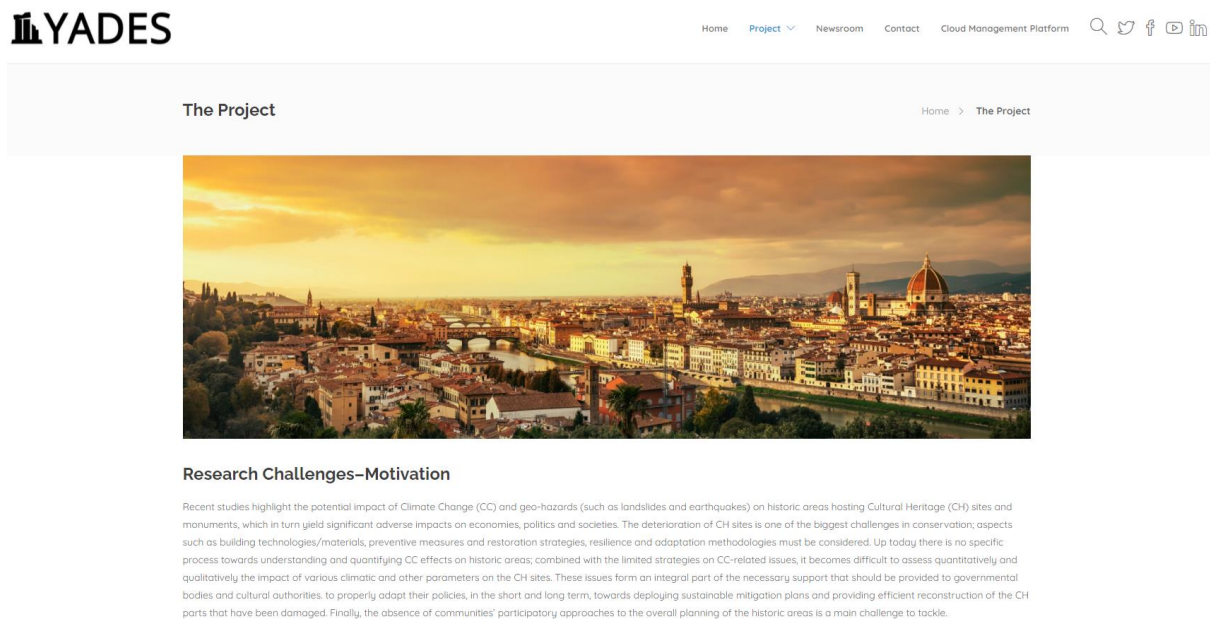 YADES
Home Project Newsroom Contact Cloud Management Platform
The Project
Home > The Project
Research Challenges–Motivation
Recent studies highlight the potential impact of Climate Change (CC) and geo-hazards (such as landslides and earthquakes) on historic areas hosting Cultural Heritage (CH) sites and
monuments, which in turn yield significant adverse impacts on economies, politics and societies. The deterioration of CH sites is one of the biggest challenges in conservation; aspects
such as building technologies/materials, preventive measures and restoration strategies, resilience and adaptation methodologies must be considered. Up today there is no specific
process towards understanding and quantifying CC effects on historic areas; combined with the limited strategies on CC-related issues, it becomes difficult to assess quantitatively and
qualitatively the impact of various climatic and other parameters on the CH sites. These issues form an integral part of the necessary support that should be provided to governmental
bodies and cultural authorities. to properly adapt their policies, in the short and long term, towards deploying sustainable mitigation plans and providing efficient reconstruction of the CH
parts that have been damaged. Finally, the absence of communities' participatory approaches to the overall planning of the historic areas is a main challenge to tackle.